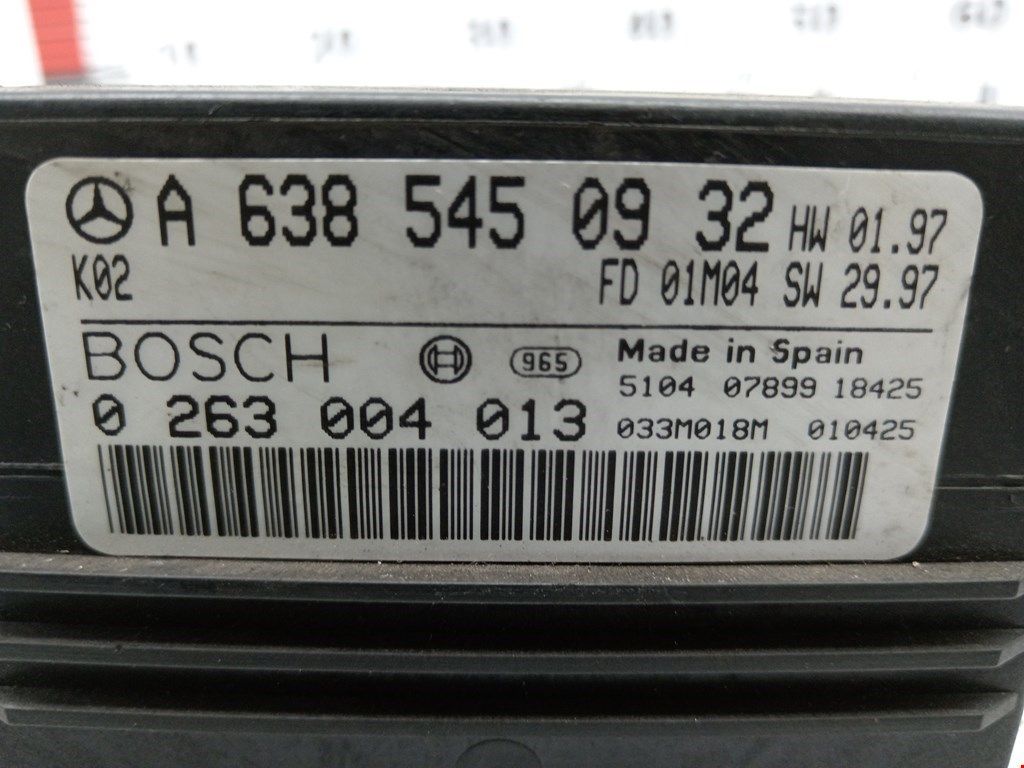 A 638 545 09 32 HW 01.97
K02 FD 01M04 SW 29.97
BOSCH 965 Made in Spain
5104 07899 18425
0 263 004 013 033M018M 010425